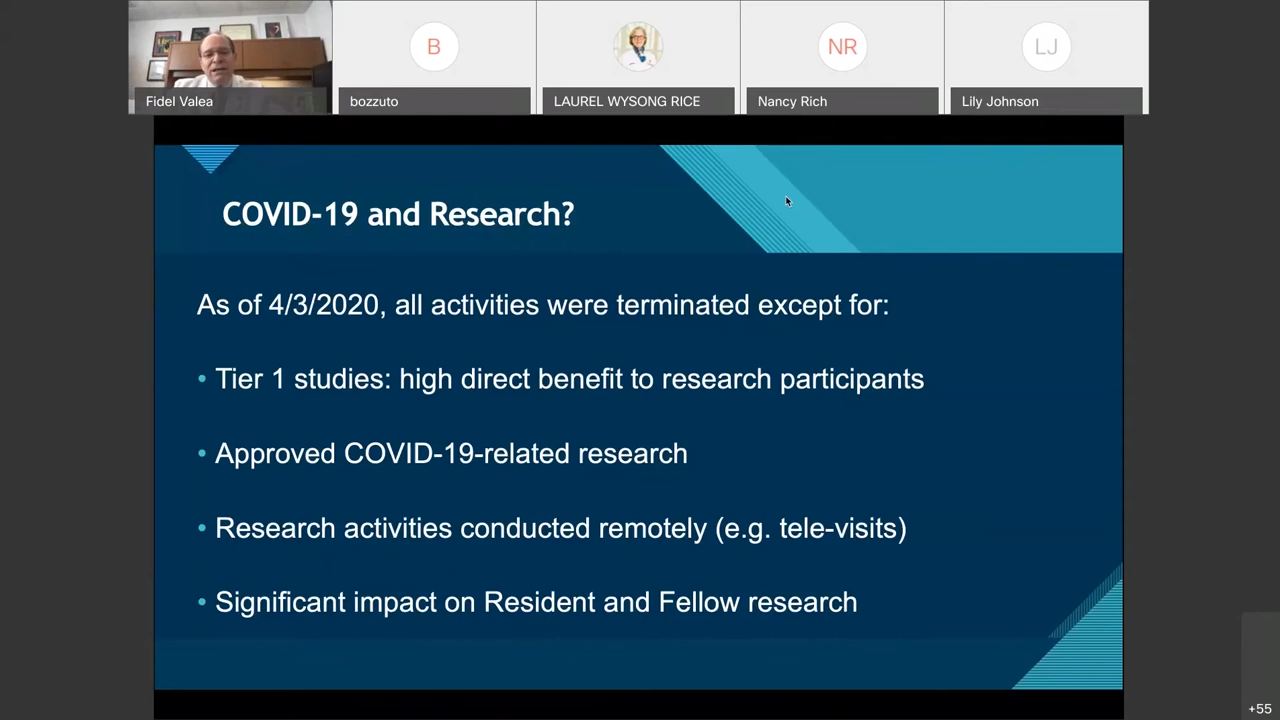 B
NR
LJ
Fidel Valea
bozzuto
LAUREL WYSONG RICE
Nancy Rich
Lily Johnson
COVID-19 and Research?
As of 4/3/2020, all activities were terminated except for:
• Tier 1 studies: high direct benefit to research participants
• Approved COVID-19-related research
• Research activities conducted remotely (e.g. tele-visits)
• Significant impact on Resident and Fellow research
+55